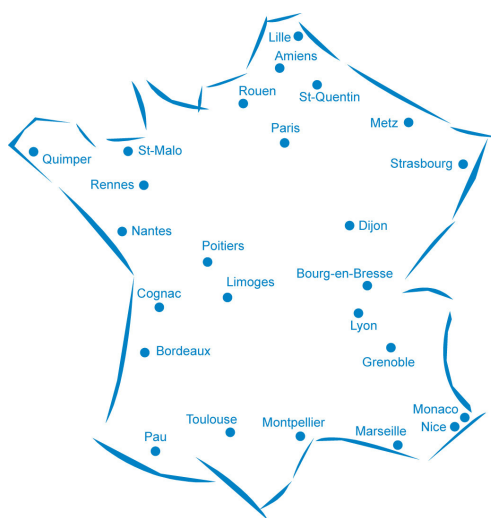 Lille
Amiens
St-Quentin
Rouen
Paris
Metz
Quimper
St-Malo
Strasbourg
Rennes
Nantes
Dijon
Poitiers
Bourg-en-Bresse
Limoges
Cognac
Lyon
Bordeaux
Grenoble
Monaco
Toulouse
Montpellier
Nice
Marseille
Pau